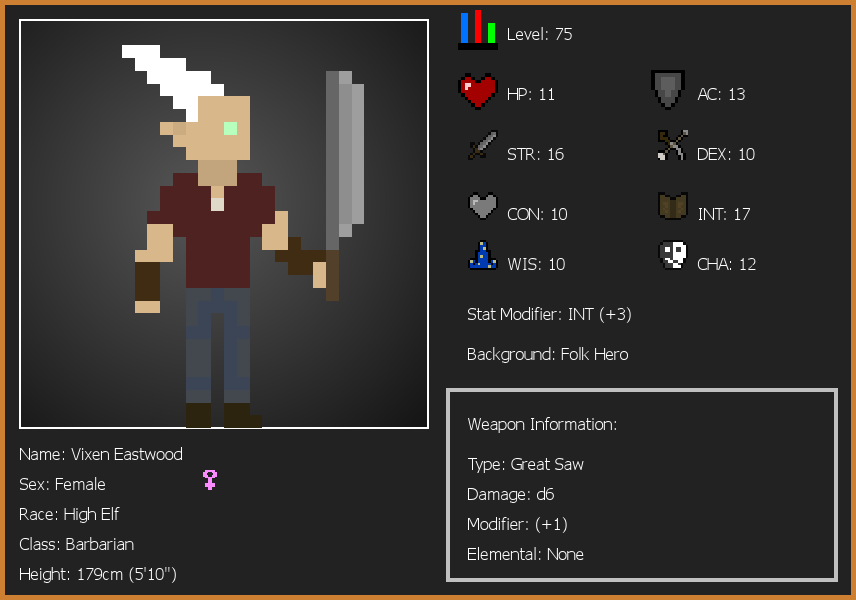 Level: 75
HP: 11
AC: 13
STR: 16
DEX: 10
CON: 10
INT: 17
WIS: 10
CHA: 12
Stat Modifier: INT (+3)
Background: Folk Hero
Weapon Information:
Type: Great Saw
Damage: d6
Modifier: (+1)
Elemental: None
Name: Vixen Eastwood
Sex: Female
Race: High Elf
Class: Barbarian
Height: 179cm (5'10")